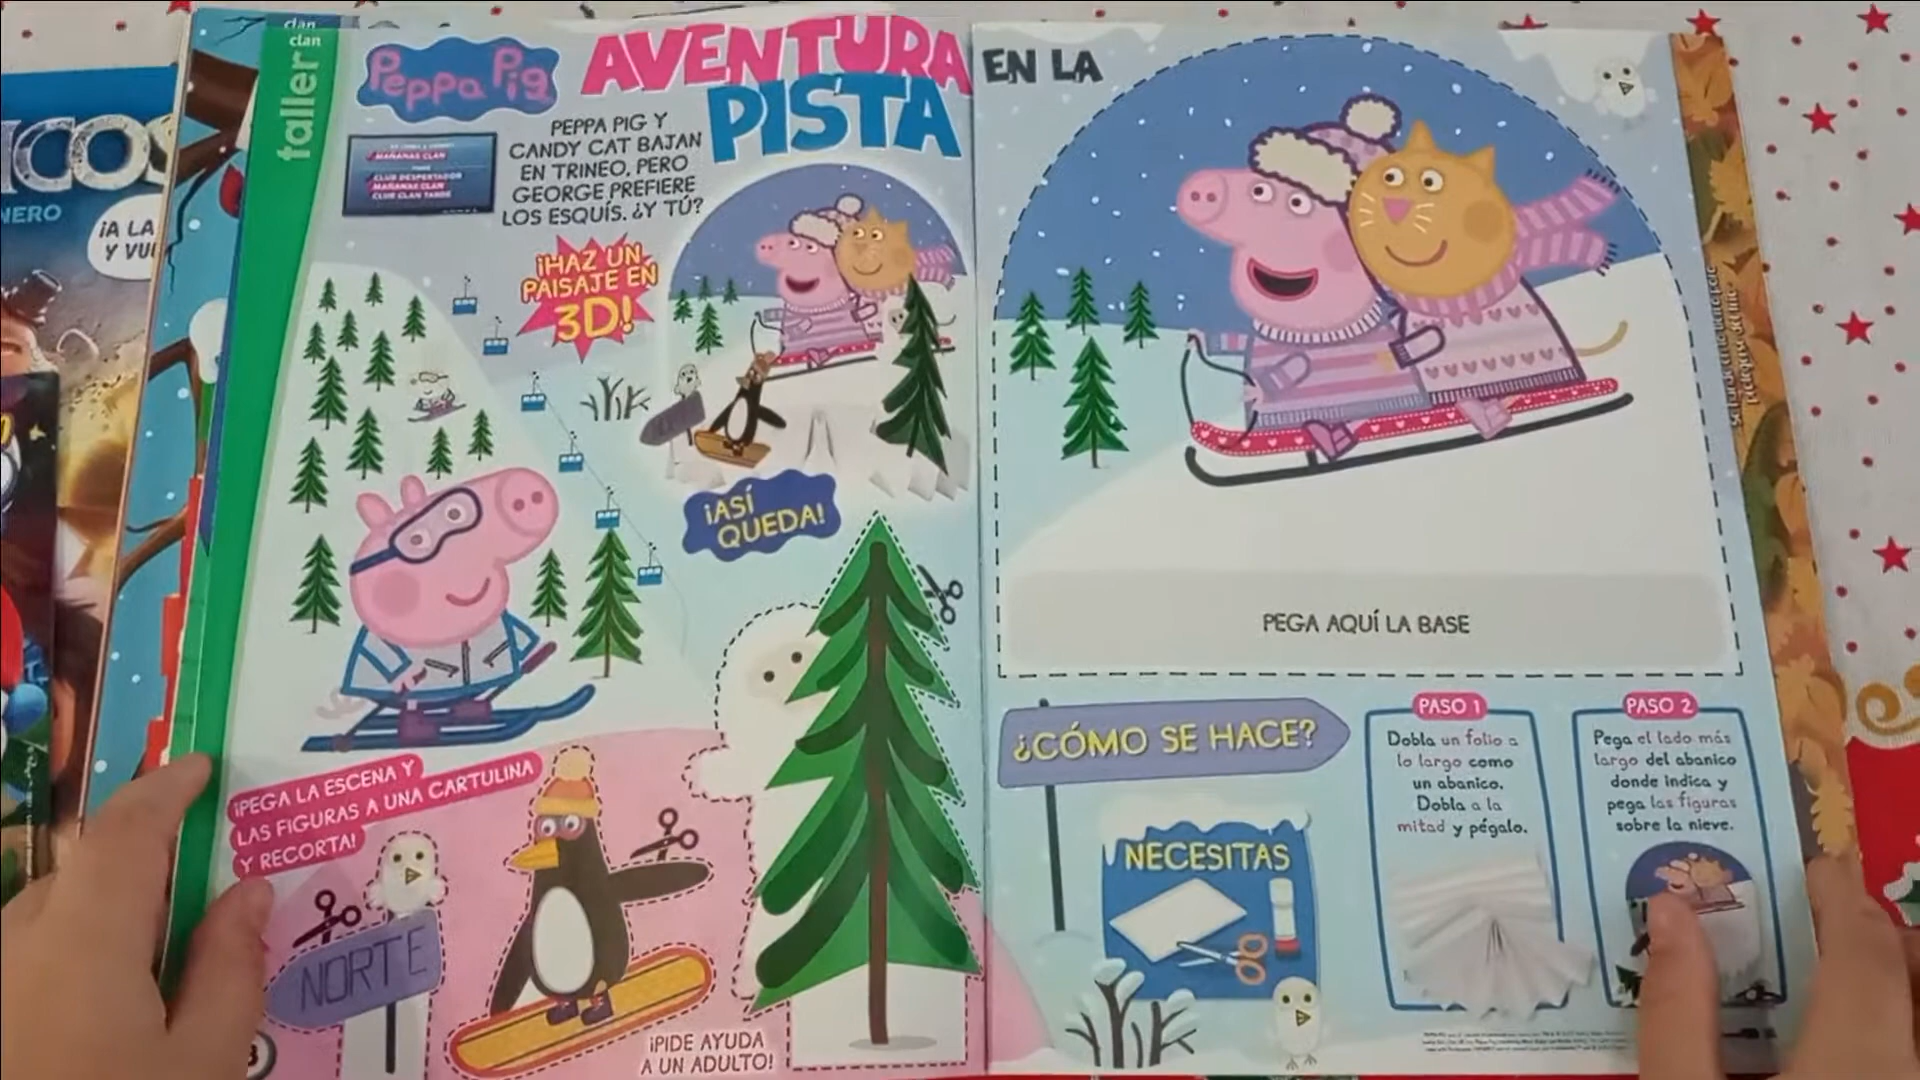 clan
clan
taller
Peppa Pig
AVENTURA
EN LA
PISTA
PEPPA PIG Y
CANDY CAT BAJAN
EN TRINEO, PERO
GEORGE PREFIERE
LOS ESQUÍS. ¿Y TÚ?
MAÑANAS CLAN
CLUB DESPERTADOR
MAÑANAS CLAN
CLUB CLAN TARDE
¡HAZ UN
PAISAJE EN
3D!
¡ASÍ
QUEDA!
¡PEGA LA ESCENA Y
LAS FIGURAS A UNA CARTULINA
Y RECORTA!
NORTE
¡PIDE AYUDA
A UN ADULTO!
PEGA AQUÍ LA BASE
¿CÓMO SE HACE?
NECESITAS
PASO 1
Dobla un folio a
lo largo como
un abanico.
Dobla a la
mitad y pégalo.
PASO 2
Pega el lado más
largo del abanico
donde indica y
pega las figuras
sobre la nieve.
ICOS
NERO
¡A LA
Y VU